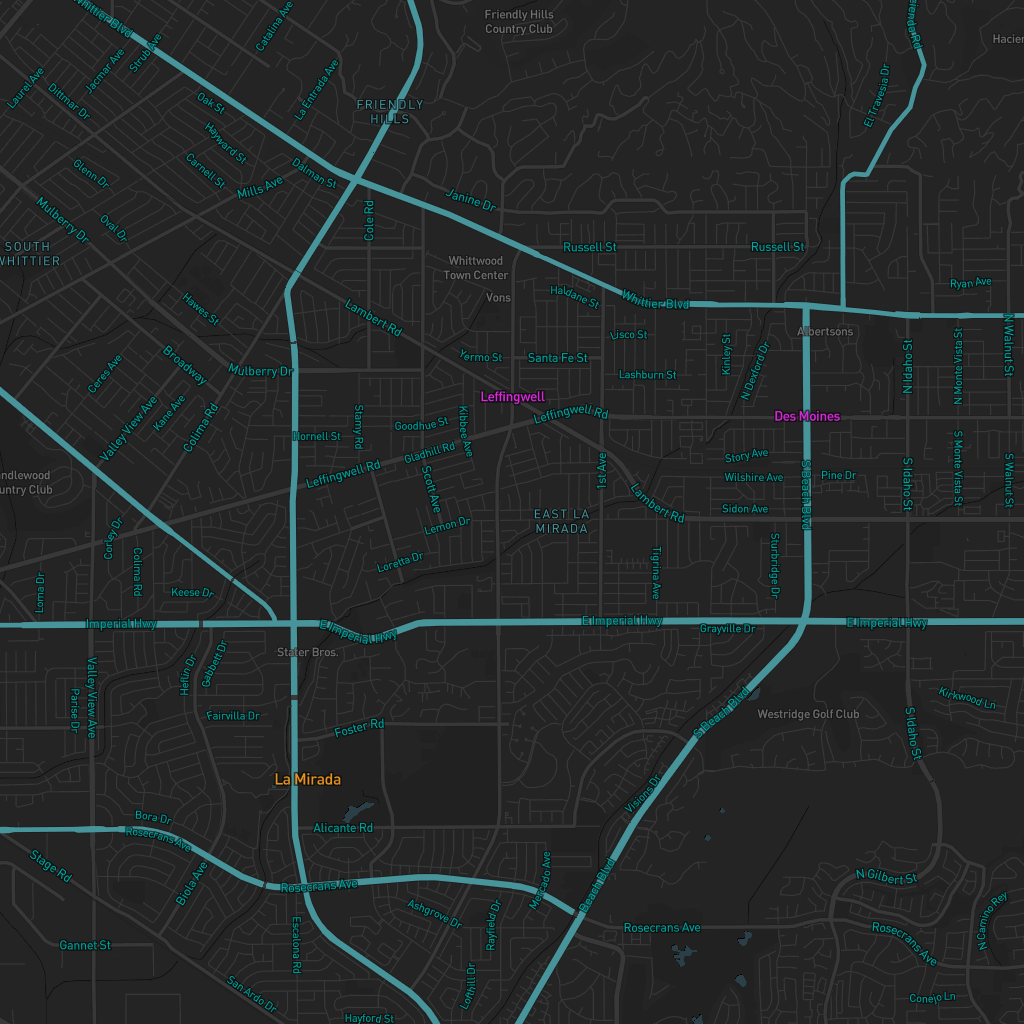 Whittier Blvd
Friendly Hills
Country Club
Catalina Ave
Strub Ave
Jacmar Ave
Laurel Ave
Dittmar Dr
Oak St
La Entrada Ave
FRIENDLY
HILLS
El Travesia Dr
Hayward St
Carnell St
Glenn Dr
Mills Ave
Dalman St
Janine Dr
Mulberry Dr
Oval Dr
Cole Rd
SOUTH
WHITTIER
Russell St
Russell St
Whittwood
Town Center
Vons
Haldane St
Whittier Blvd
Ryan Ave
Hawes St
Lambert Rd
Lisco St
Albertsons
N Walnut St
Kinley St
N Idaho St
N Monte Vista St
Yermo St
Santa Fe St
Broadway
Mulberry Dr
Ceres Ave
Lashburn St
N Dexford Dr
Leffingwell
Leffingwell Rd
Des Moines
Valley View Ave
Kane Ave
Colima Rd
Stamy Rd
Kibbee Ave
Goodhue St
Hornell St
Gladhill Rd
Story Ave
Leffingwell Rd
1st Ave
Wilshire Ave
Pine Dr
S Idaho St
S Monte Vista St
S Walnut St
Scott Ave
Lambert Rd
S Beach Blvd
Sidon Ave
EAST LA
MIRADA
Lemon Dr
Corley Dr
Colima Rd
Loretta Dr
Tigrina Ave
Sturbridge Dr
Loma Dr
Keese Dr
Imperial Hwy
E Imperial Hwy
E Imperial Hwy
Grayville Dr
E Imperial Hwy
Stater Bros.
Heflin Dr
Gabbett Dr
Valley View Ave
Parise Dr
Fairvilla Dr
Foster Rd
S Beach Blvd
Westridge Golf Club
Kirkwood Ln
S Idaho St
La Mirada
Visions Dr
Bora Dr
Rosecrans Ave
Alicante Rd
Stage Rd
Biola Ave
Rosecrans Ave
Mercado Ave
Beach Blvd
N Gilbert St
Ashgrove Dr
Rayfield Dr
Rosecrans Ave
Rosecrans Ave
N Camino Rey
Gannet St
Escalona Rd
San Ardo Dr
Lofthill Dr
Conejo Ln
Hayford St